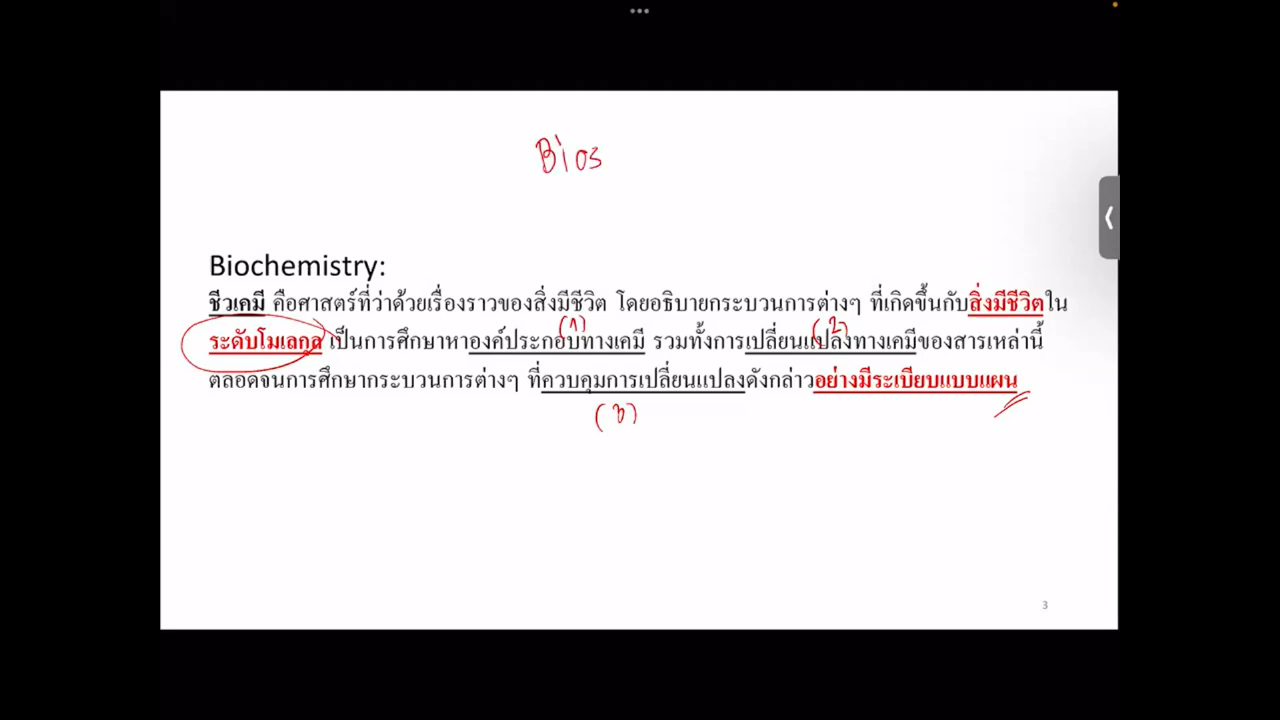 Bios
Biochemistry:
ชีวเคมี คือศาสตร์ที่ว่าด้วยเรื่องราวของสิ่งมีชีวิต โดยอธิบายกระบวนการต่างๆ ที่เกิดขึ้นกับสิ่งมีชีวิตใน
(1) (2)
ระดับโมเลกุล เป็นการศึกษาหาองค์ประกอบทางเคมี รวมทั้งการเปลี่ยนแปลงทางเคมีของสารเหล่านี้
ตลอดจนการศึกษากระบวนการต่างๆ ที่ควบคุมการเปลี่ยนแปลงดังกล่าวอย่างมีระเบียบแบบแผน
(3)
3